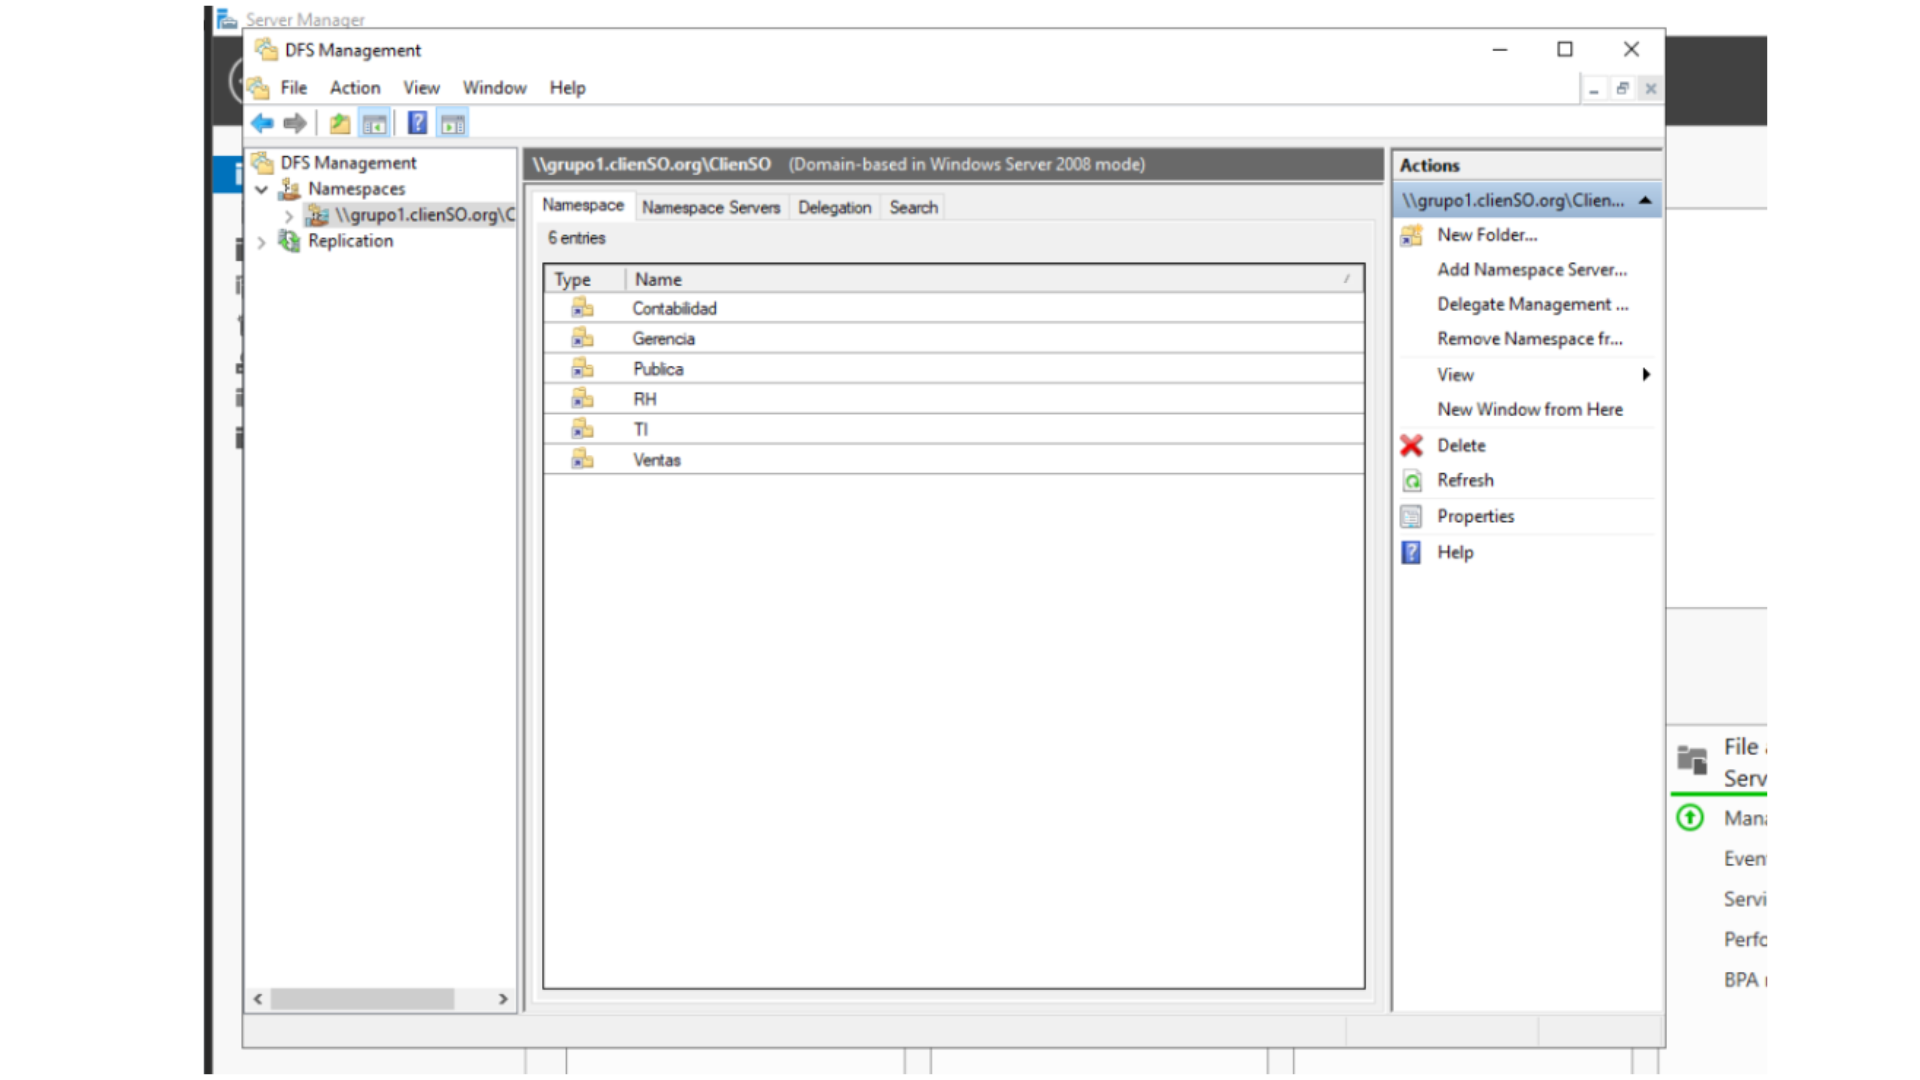 Server Manager
DFS Management
File Action View Window Help
DFS Management
Namespaces
\\grupo1.clienSO.org\C
Replication
\\grupo1.clienSO.org\ClienSO (Domain-based in Windows Server 2008 mode)
Namespace Namespace Servers Delegation Search
6 entries
Type Name
Contabilidad
Gerencia
Publica
RH
TI
Ventas
Actions
\\grupo1.clienSO.org\Clien...
New Folder...
Add Namespace Server...
Delegate Management ...
Remove Namespace fr...
View
New Window from Here
Delete
Refresh
Properties
Help
File
Serv
Mana
Even
Servi
Perfo
BPA